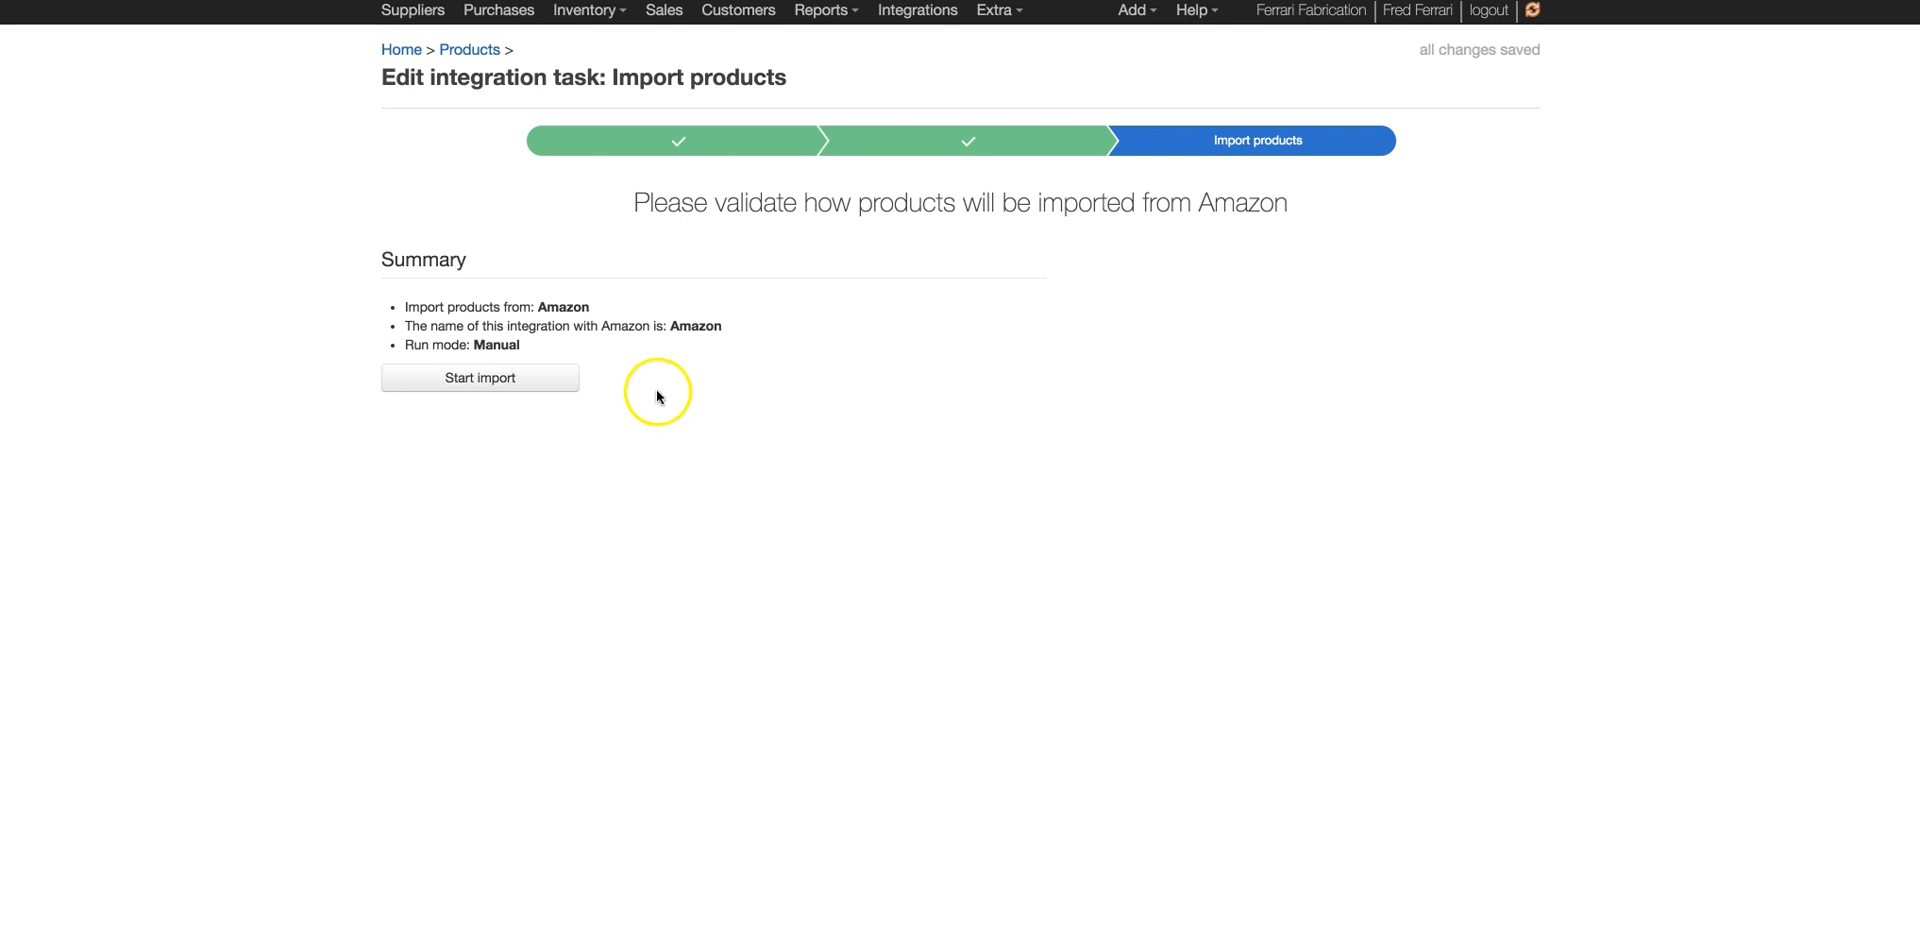 Suppliers Purchases Inventory Sales Customers Reports Integrations Extra Add Help Ferrari Fabrication Fred Ferrari logout
Home > Products > all changes saved
Edit integration task: Import products
Import products
Please validate how products will be imported from Amazon
Summary
Import products from: Amazon
The name of this integration with Amazon is: Amazon
Run mode: Manual
Start import